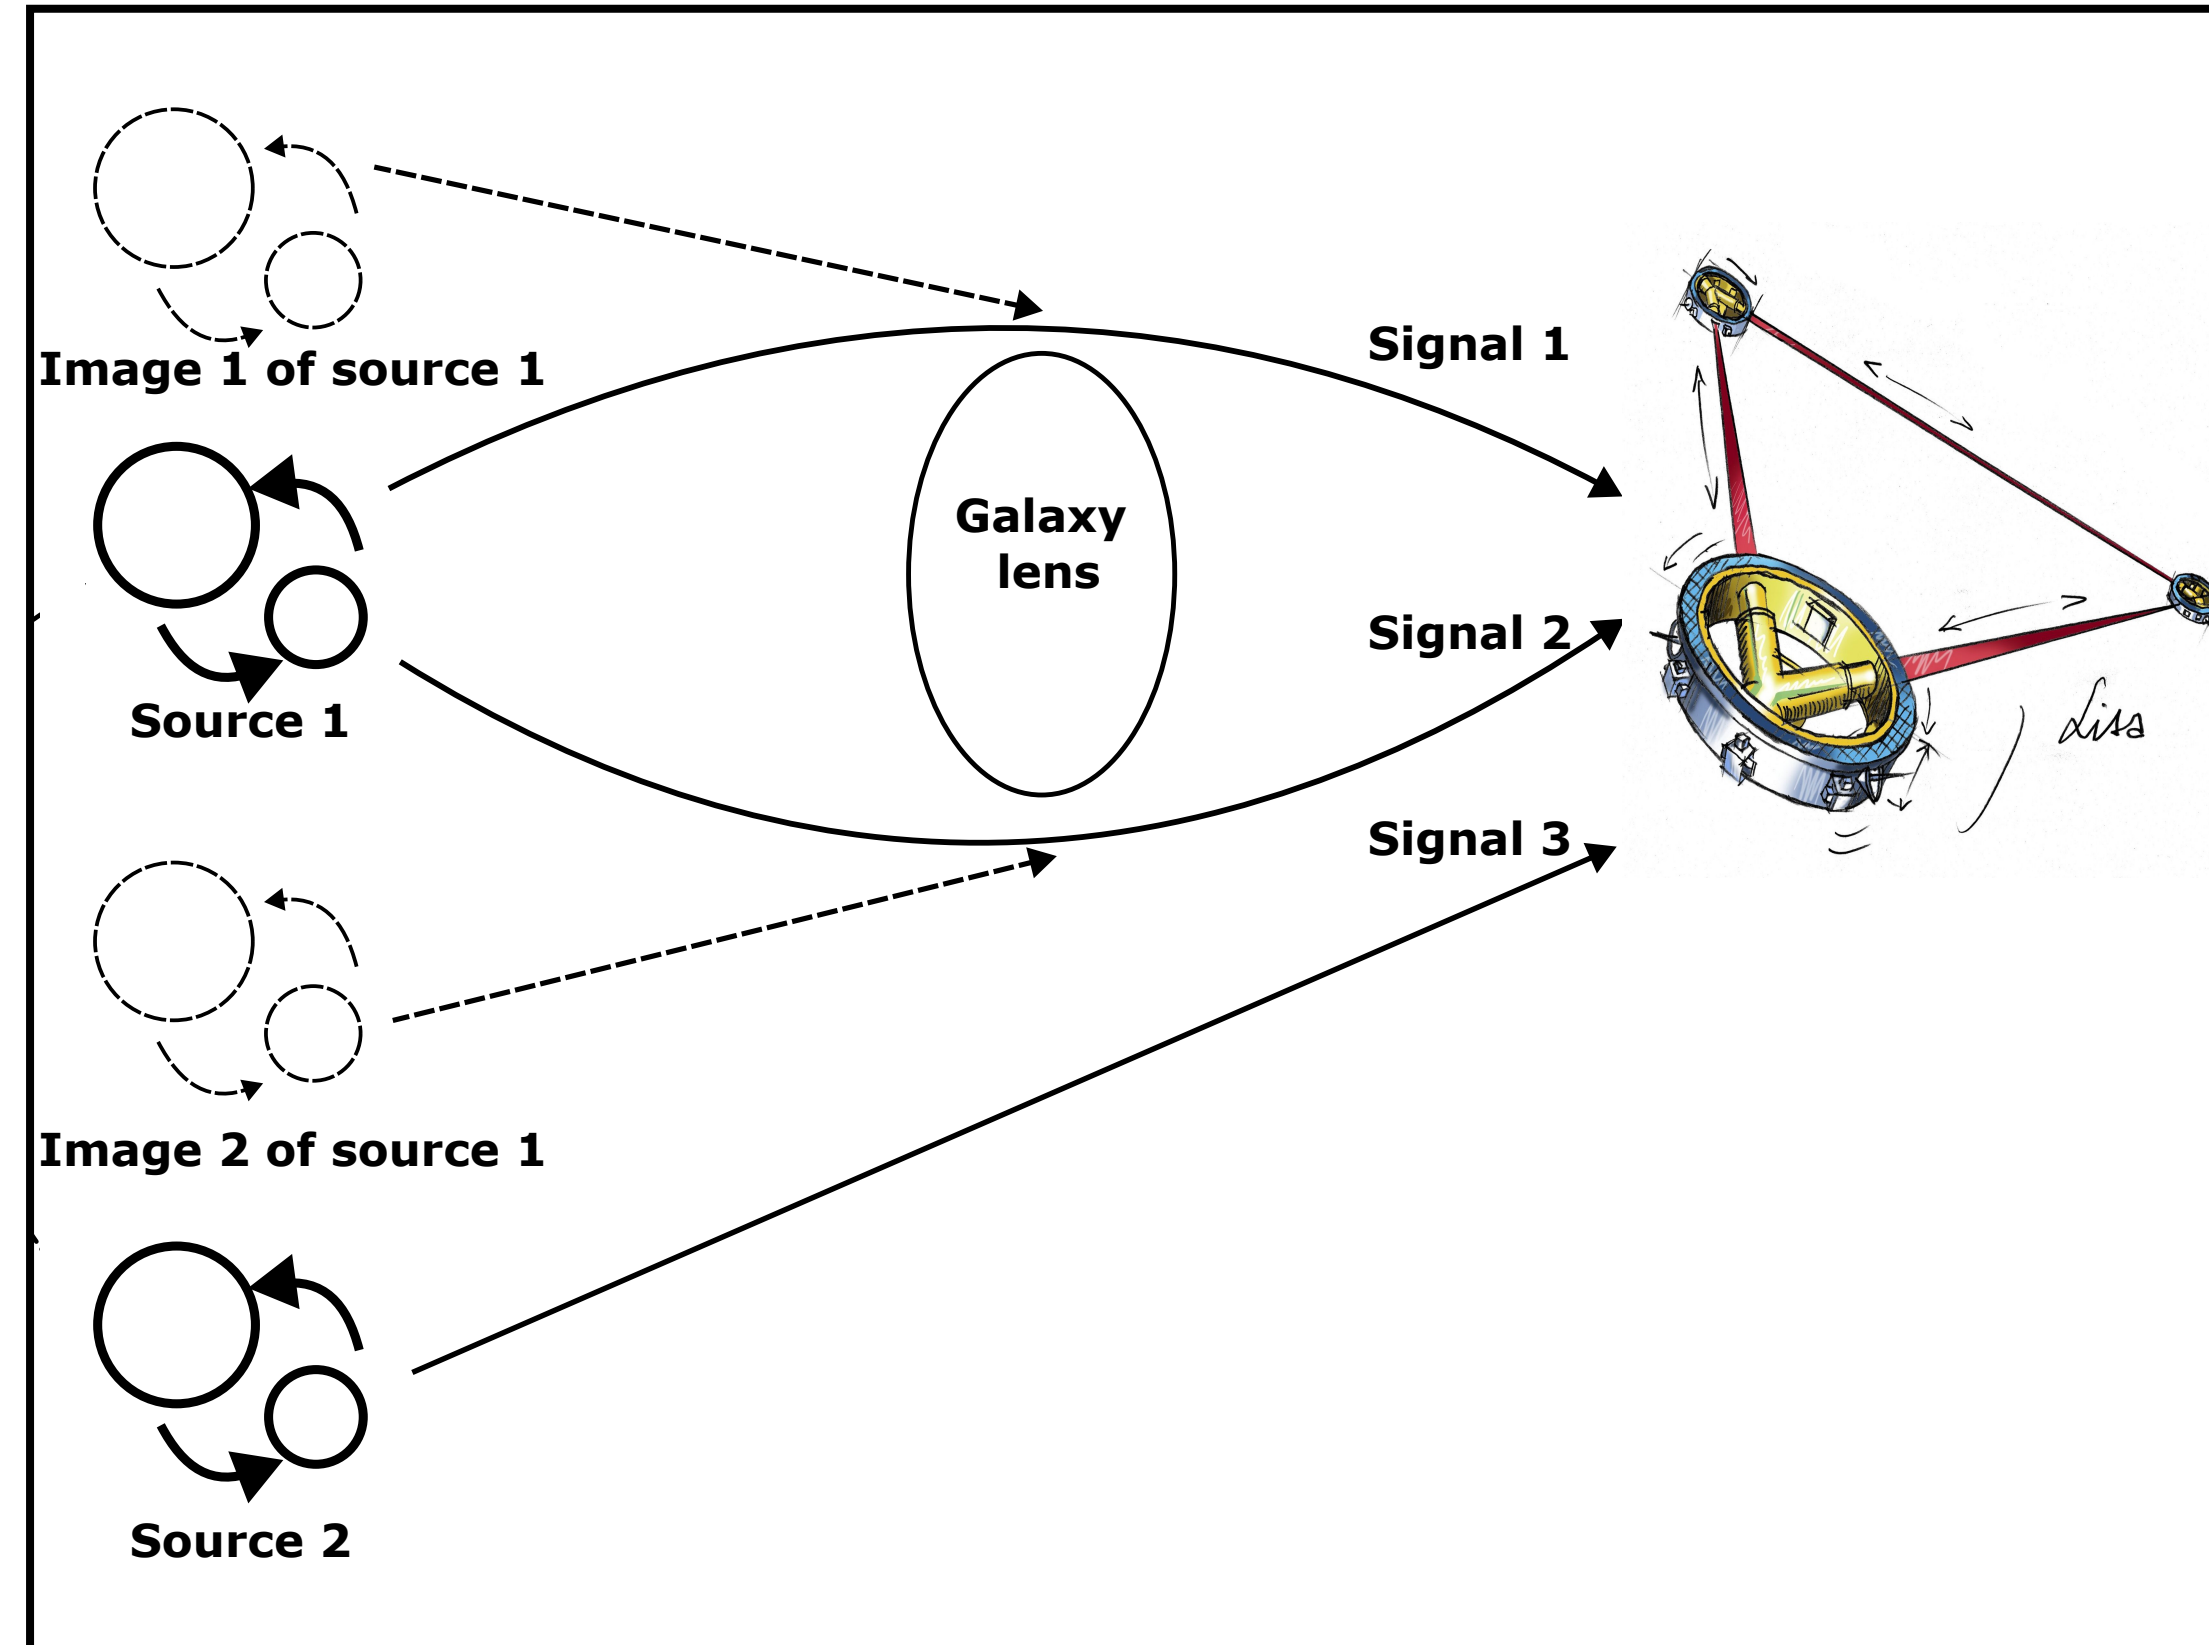 Image 1 of source 1
Signal 1
Galaxy
lens
Signal 2
Source 1
Lisa
Signal 3
Image 2 of source 1
Source 2